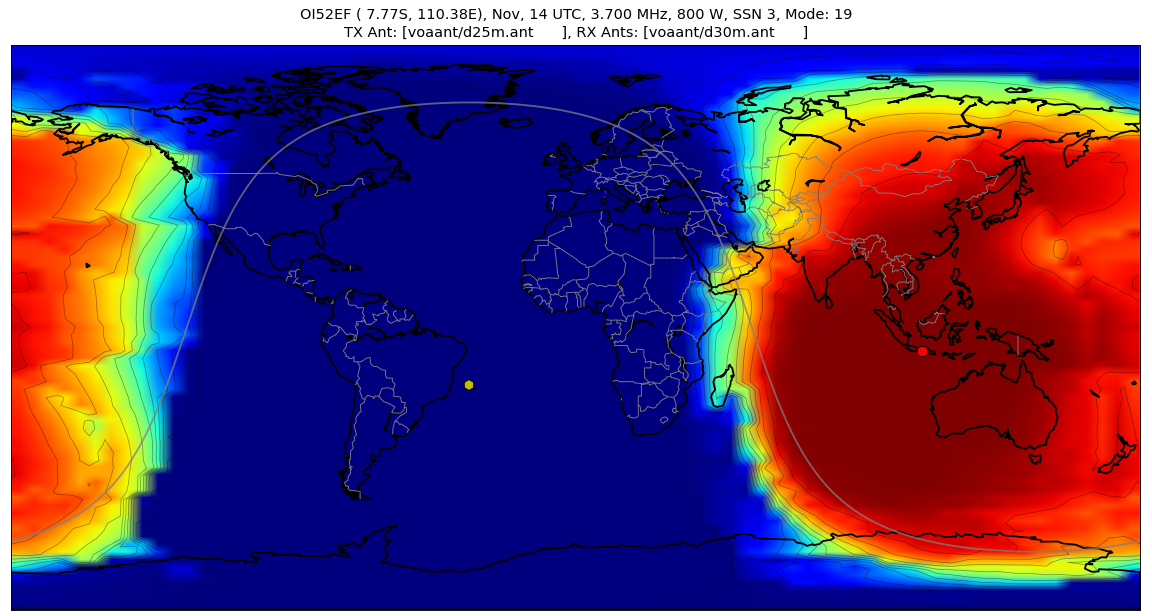 OI52EF ( 7.77S, 110.38E), Nov, 14 UTC, 3.700 MHz, 800 W, SSN 3, Mode: 19
TX Ant: [voaant/d25m.ant      ], RX Ants: [voaant/d30m.ant      ]